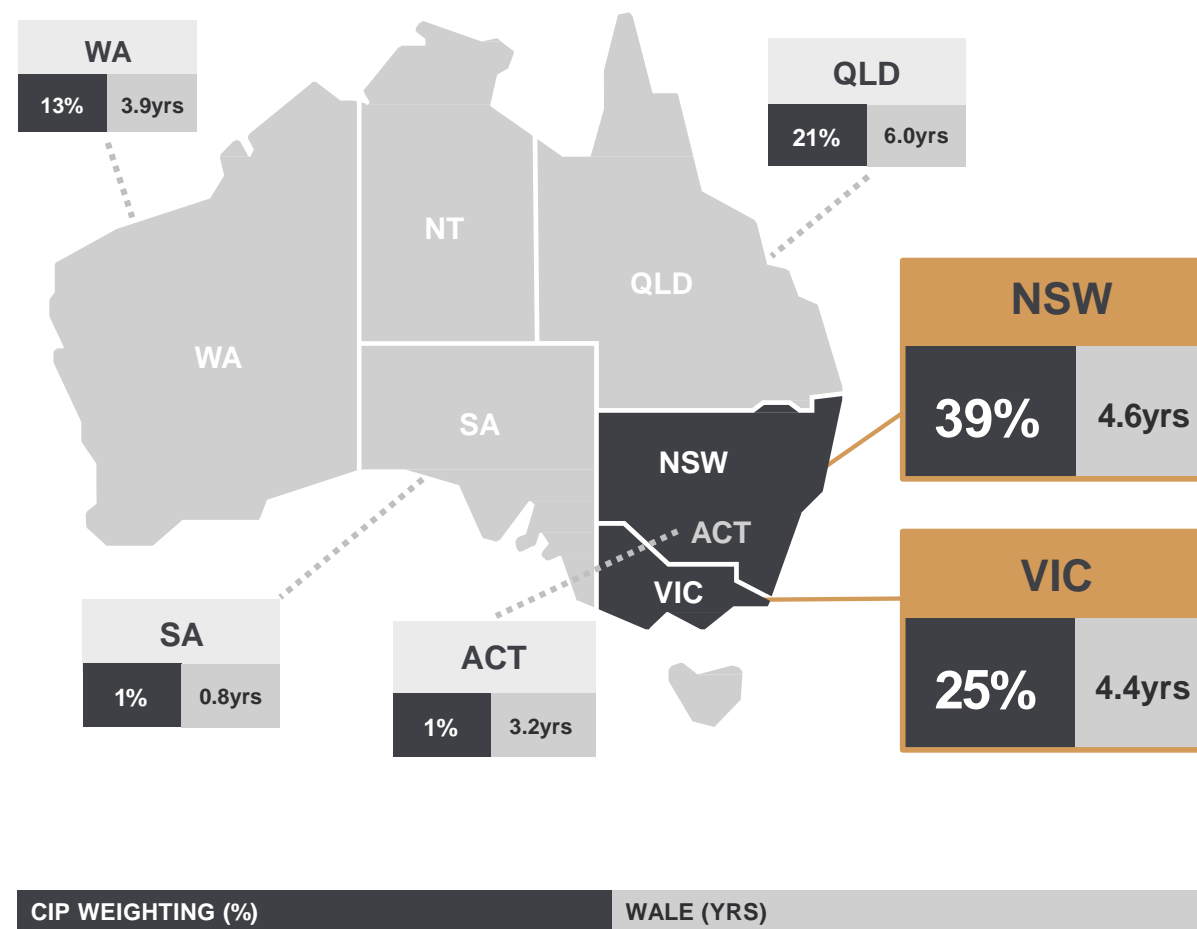 WA
13% 3.9yrs
QLD
21% 6.0yrs
NT
QLD
NSW
39% 4.6yrs
WA
SA
NSW
ACT
VIC
VIC
25% 4.4yrs
SA
1% 0.8yrs
ACT
1% 3.2yrs
CIP WEIGHTING (%) WALE (YRS)